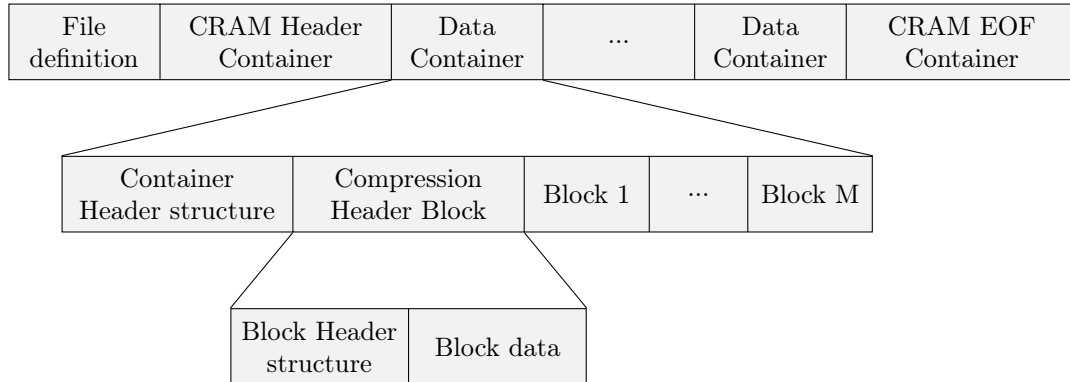 File
definition
CRAM Header
Container
Data
Container
...
Data
Container
CRAM EOF
Container
Container
Header structure
Compression
Header Block
Block 1
...
Block M
Block Header
structure
Block data